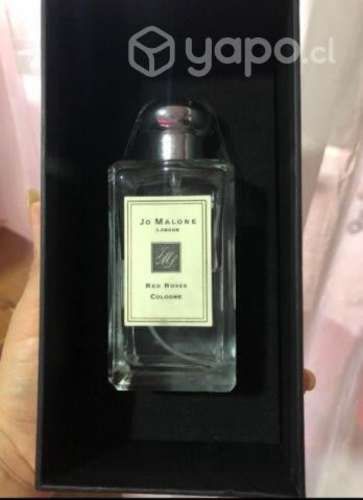 yapo.cl
JO MALONE
LONDON
RED ROSES
COLOGNE